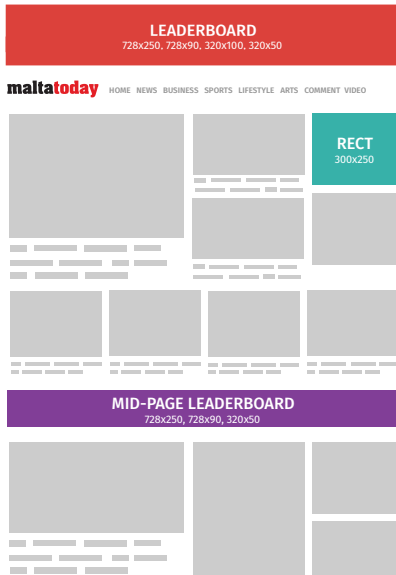 LEADERBOARD
728x250, 728x90, 320x100, 320x50
maltatoday HOME NEWS BUSINESS SPORTS LIFESTYLE ARTS COMMENT VIDEO
RECT
300x250
MID-PAGE LEADERBOARD
728x250, 728x90, 320x50